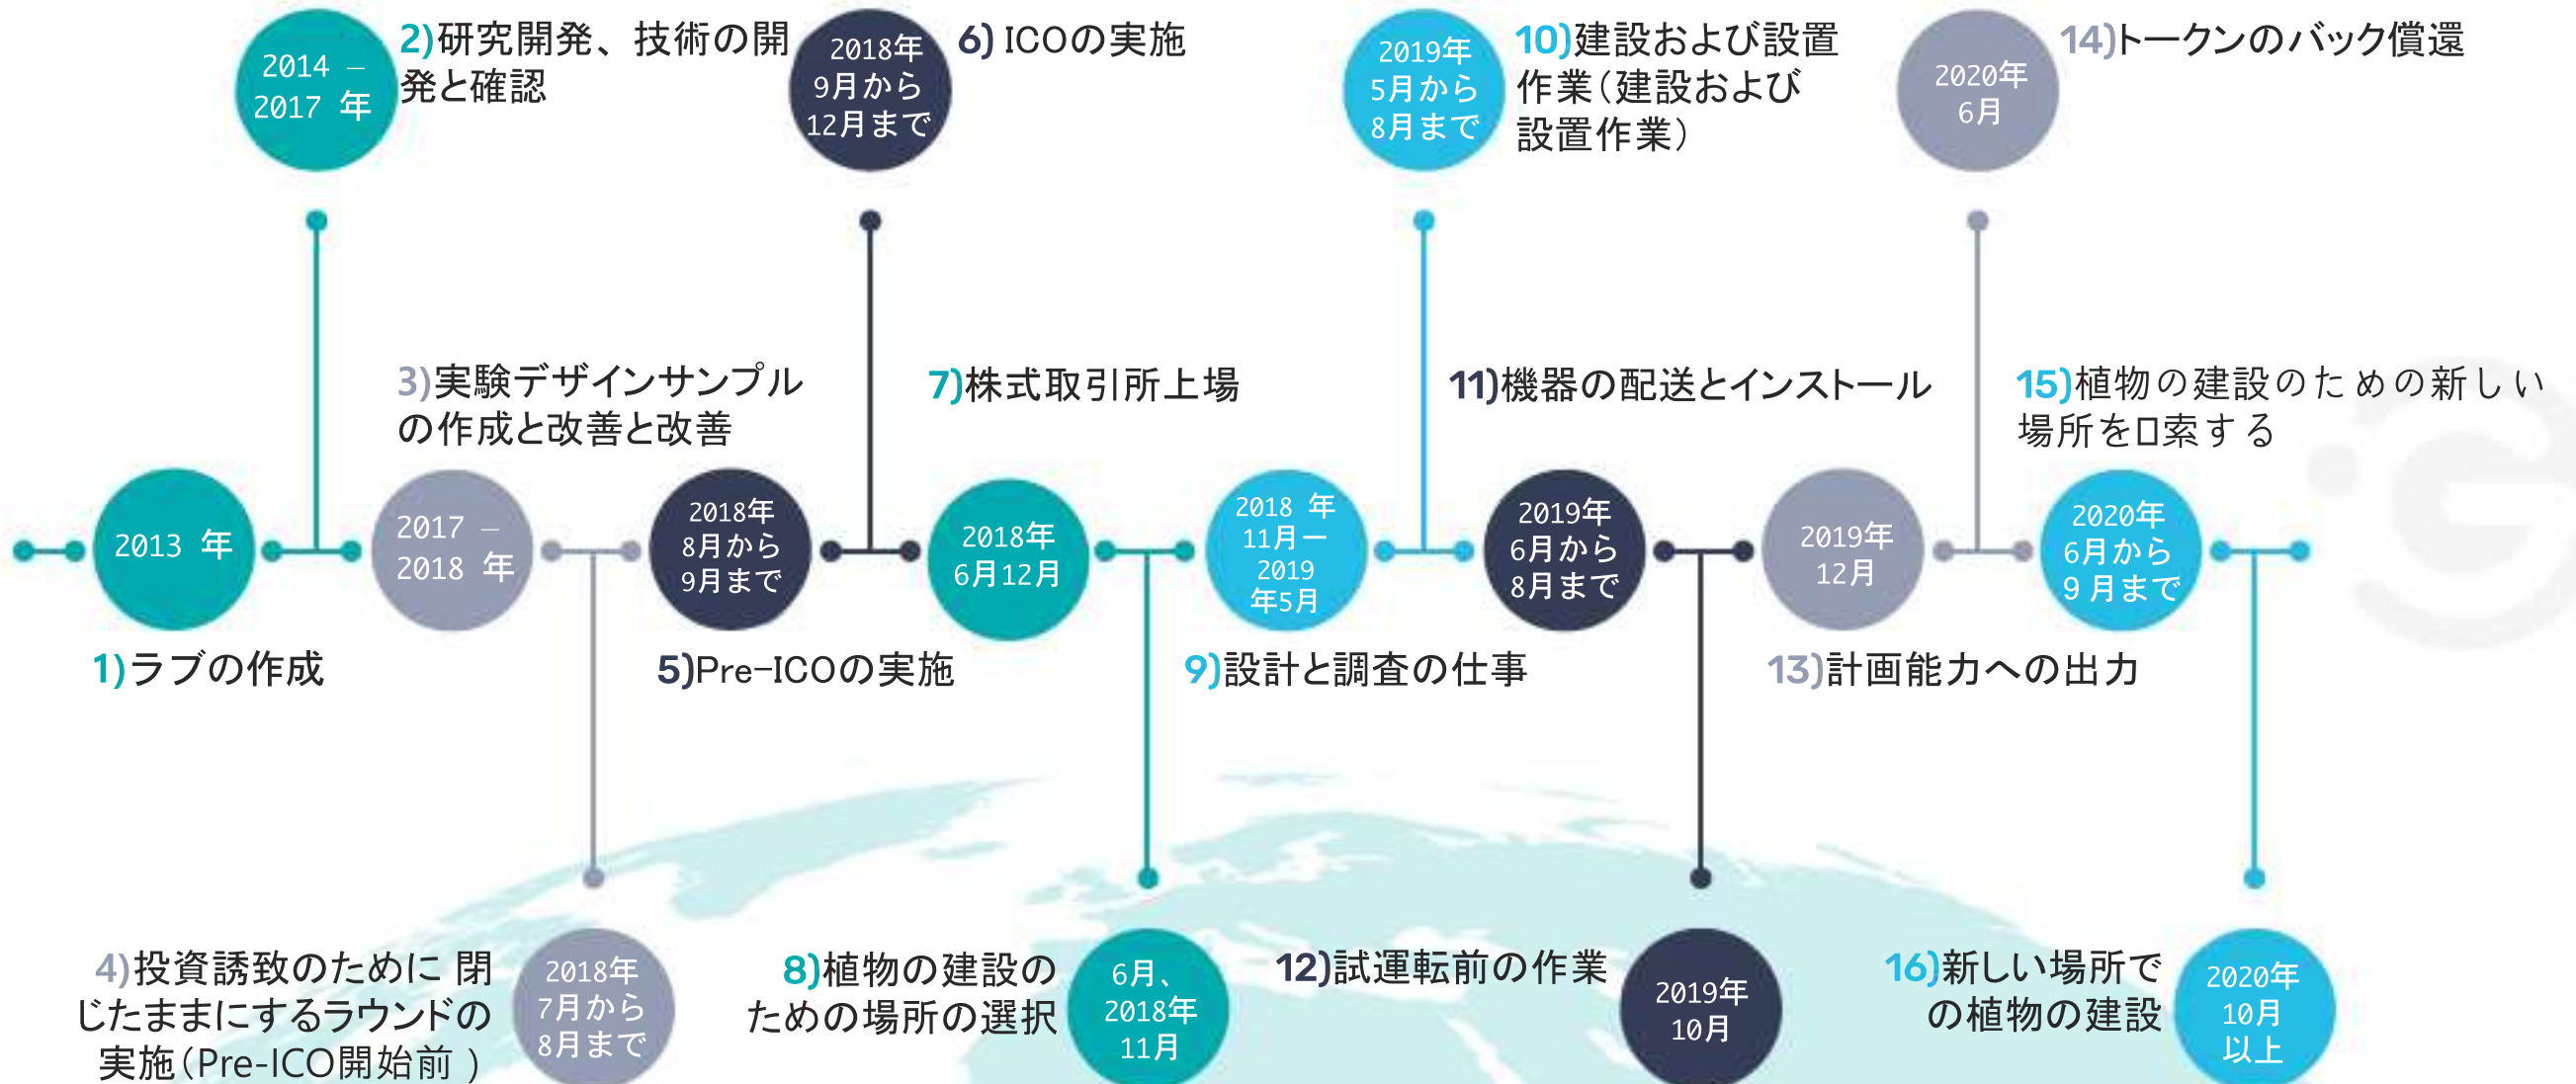 2013 年
1)ラブの作成
2014 –
2017 年
2)研究開発、技術の開
発と確認
2017 –
2018 年
3)実験デザインサンプル
の作成と改善と改善
4)投資誘致のために 閉
じたままにするラウンドの
実施(Pre-ICO開始前 )
2018年
7月から
8月まで
2018年
8月から
9月まで
5)Pre-ICOの実施
2018年
9月から
12月まで
6) ICOの実施
7)株式取引所上場
2018年
6月12月
8)植物の建設の
ための場所の選択
6月、
2018年
11月
2018 年
11月ー
2019
年5月
9)設計と調査の仕事
2019年
5月から
8月まで
10)建設および設置
作業(建設および
設置作業)
11)機器の配送とインストール
2019年
6月から
8月まで
12)試運転前の作業
2019年
10月
2019年
12月
13)計画能力への出力
2020年
6月
14)トークンのバック償還
15)植物の建設のための新しい
場所を▯索する
2020年
6月から
9 月まで
16)新しい場所で
の植物の建設
2020年
10月
以上